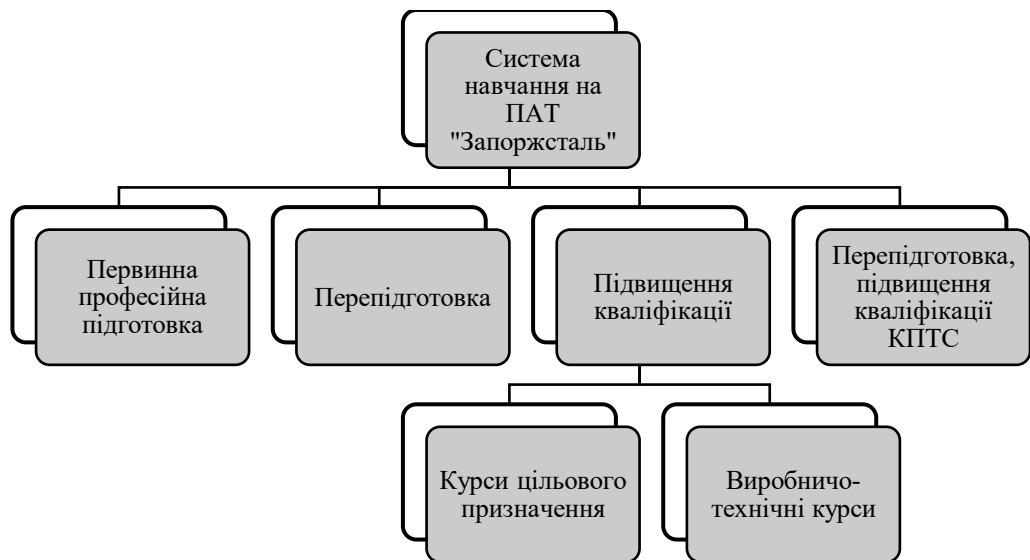 Система
навчання на
ПАТ
"Запоржсталь"
Первинна
професійна
підготовка
Перепідготовка
Підвищення
кваліфікації
Перепідготовка,
підвищення
кваліфікації
КПТС
Курси цільового
призначення
Виробничо-
технічні курси